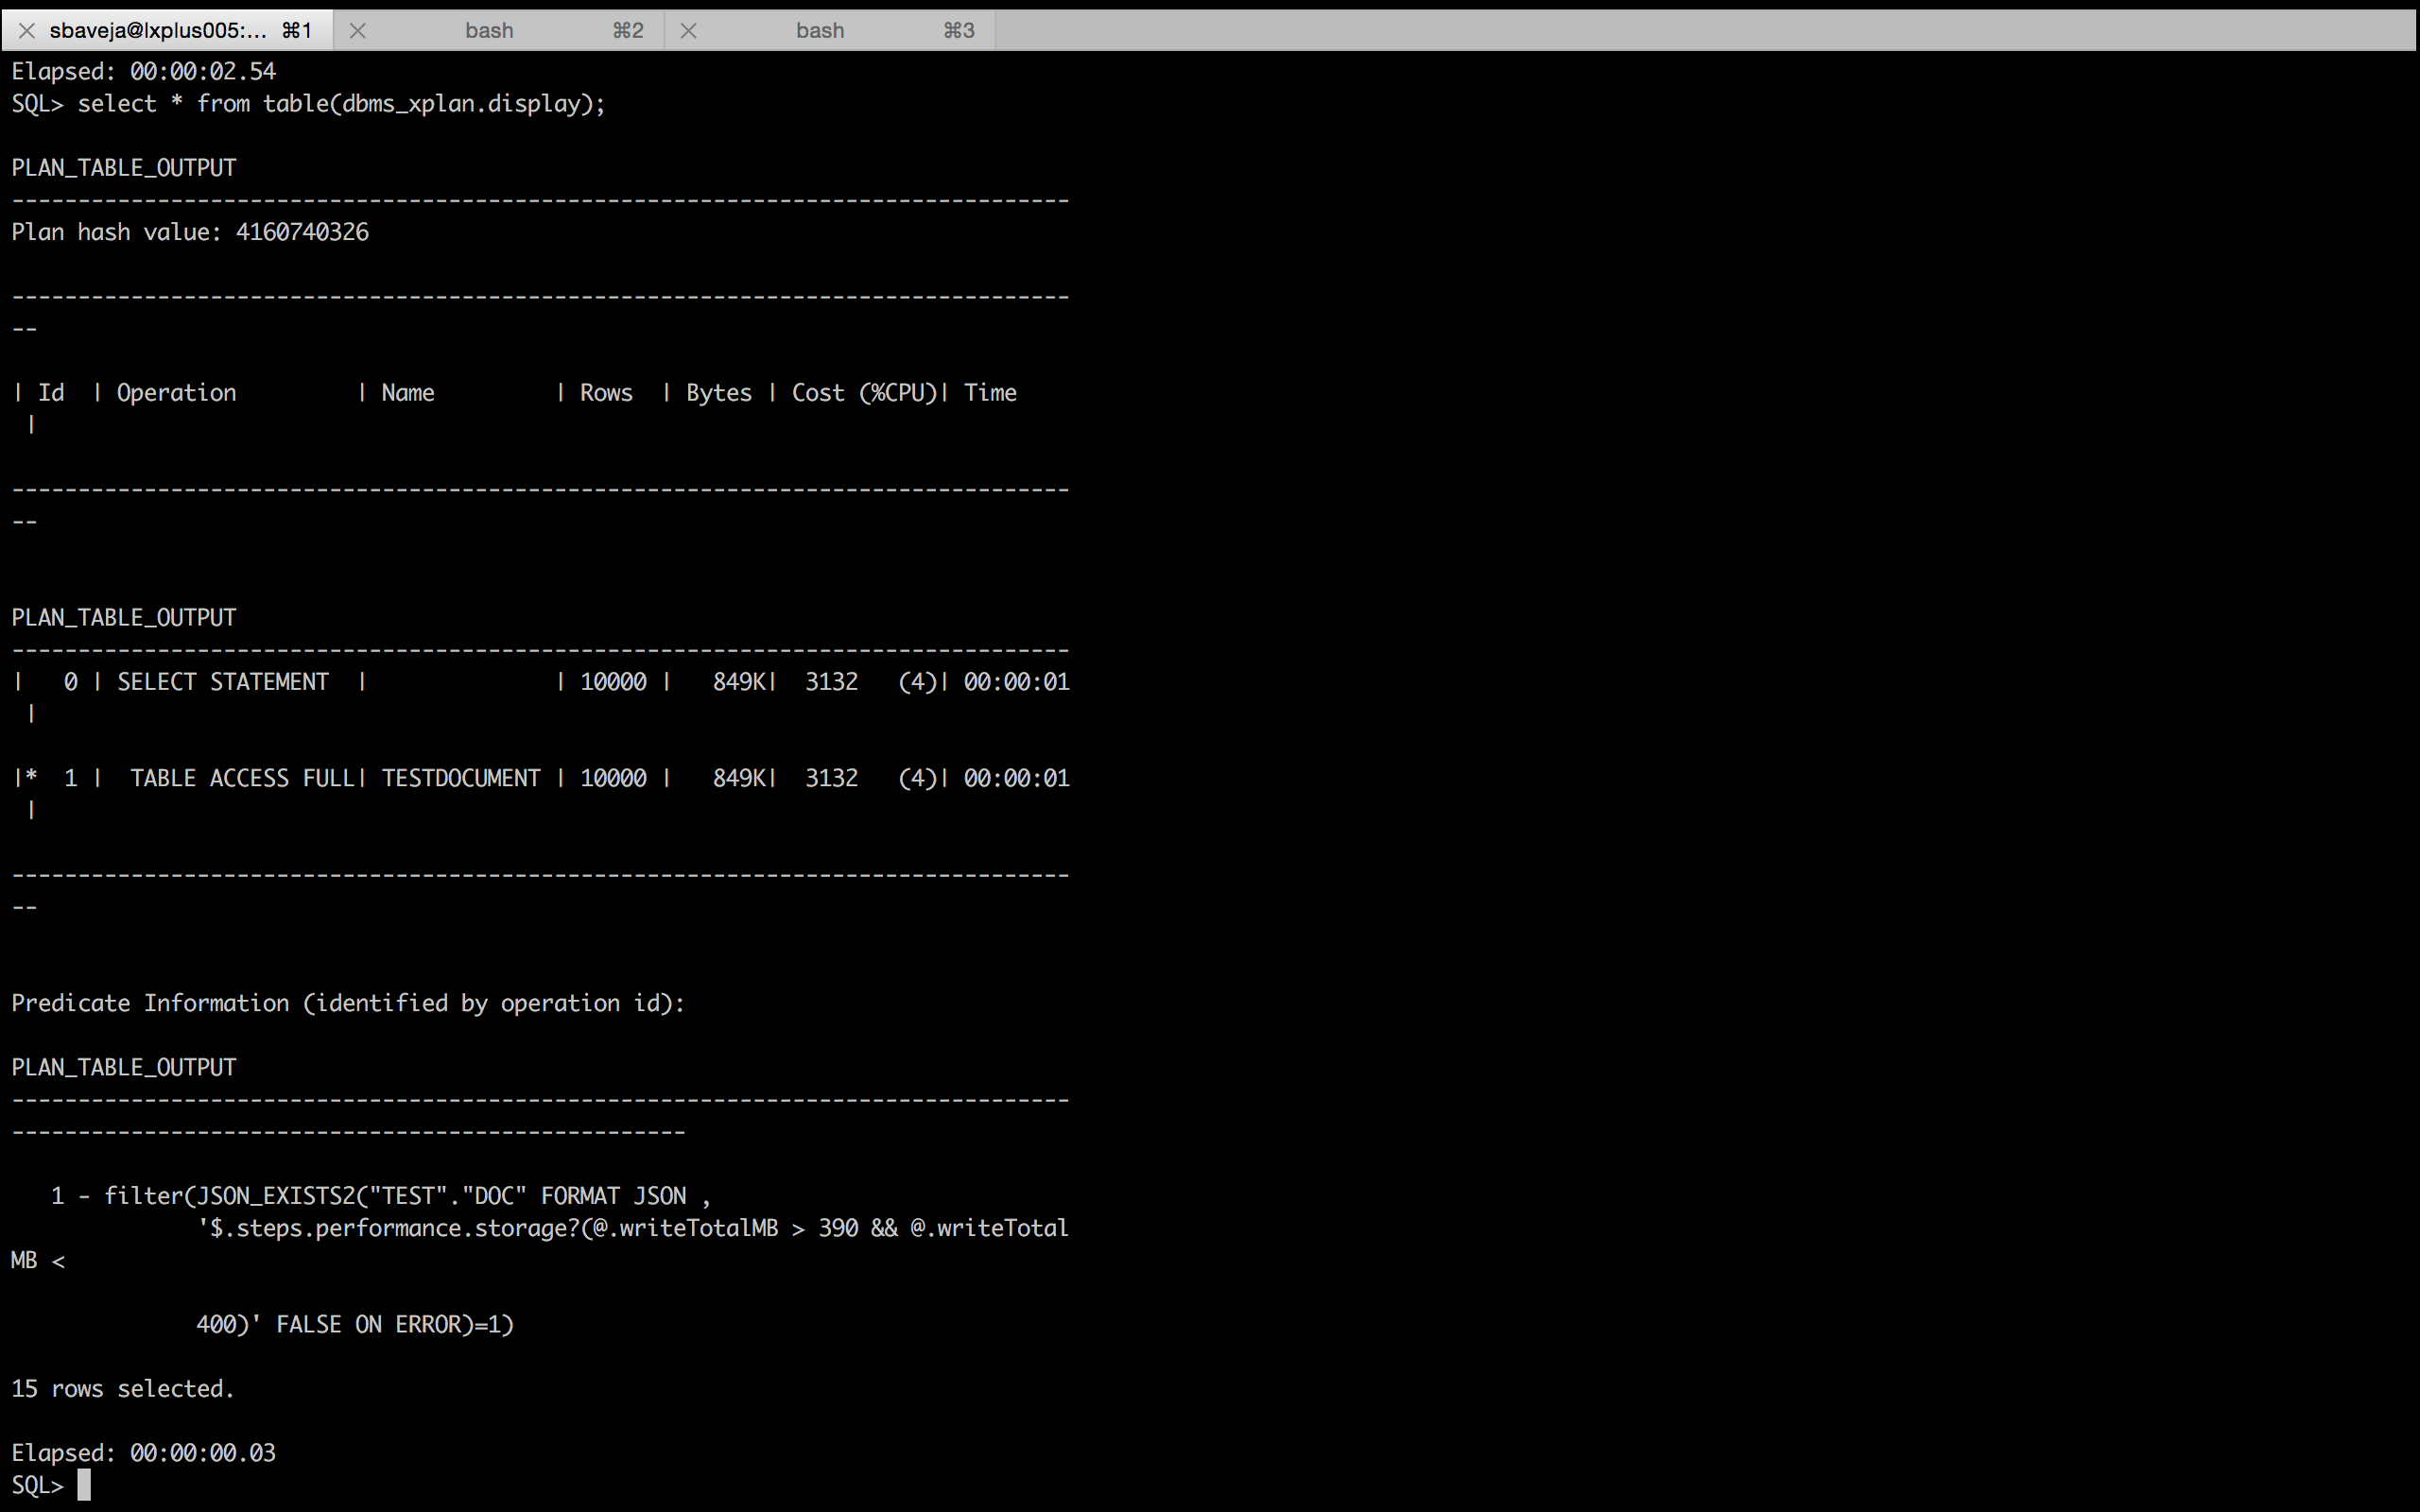 sbaveja@lxplus005:... ⌘1 bash ⌘2 bash ⌘3
Elapsed: 00:00:02.54
SQL> select * from table(dbms_xplan.display);
PLAN_TABLE_OUTPUT
--------------------------------------------------------------------------------
Plan hash value: 4160740326
--------------------------------------------------------------------------------
--
| Id  | Operation         | Name         | Rows  | Bytes | Cost (%CPU)| Time
 |
--------------------------------------------------------------------------------
--
PLAN_TABLE_OUTPUT
--------------------------------------------------------------------------------
|   0 | SELECT STATEMENT  |              | 10000 |   849K|  3132   (4)| 00:00:01
 |
|*  1 |  TABLE ACCESS FULL| TESTDOCUMENT | 10000 |   849K|  3132   (4)| 00:00:01
 |
--------------------------------------------------------------------------------
--
Predicate Information (identified by operation id):
PLAN_TABLE_OUTPUT
--------------------------------------------------------------------------------
---------------------------------------------------
   1 - filter(JSON_EXISTS2("TEST"."DOC" FORMAT JSON ,
              '$.steps.performance.storage?(@.writeTotalMB > 390 && @.writeTotal
MB <
              400)' FALSE ON ERROR)=1)
15 rows selected.
Elapsed: 00:00:00.03
SQL>